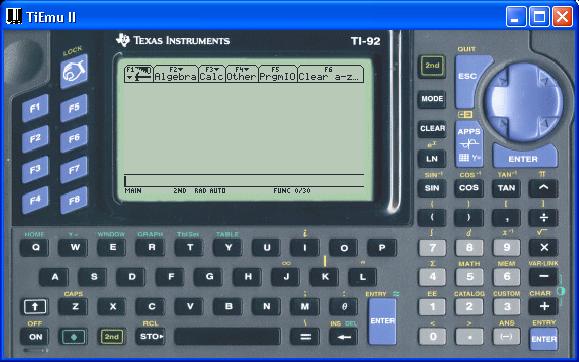 TiEmu II
TEXAS INSTRUMENTS TI-92
F1 F2 F3 F4 F5 F6
Algebra Calc Other PrgmIO Clear a-z…
MAIN 2ND RAD AUTO FUNC 0/30
LOCK
F1 F5
F2 F6
F3 F7
F4 F8
QUIT
2nd ESC
MODE
CLEAR APPS
Y=
eˣ
LN ENTER
SIN⁻¹ COS⁻¹ TAN⁻¹ π
SIN COS TAN ^
{ } [ ]
( ) , ÷
HOME Y= WINDOW GRAPH TblSet TABLE i
Q W E R T Y U I O P
∫ d x⁻¹ √
7 8 9 ×
∞ °
A S D F G H J K L
Σ MATH MEM VAR-LINK
4 5 6 −
CAPS : ; ENTRY ≈
↑ Z X C V B N M θ ENTER
EE CATALOG CUSTOM CHAR
1 2 3 +
OFF RCL = INS DEL
ON ◆ 2nd STO▸ = ←
< > ANS ENTRY
0 . (−) ENTER